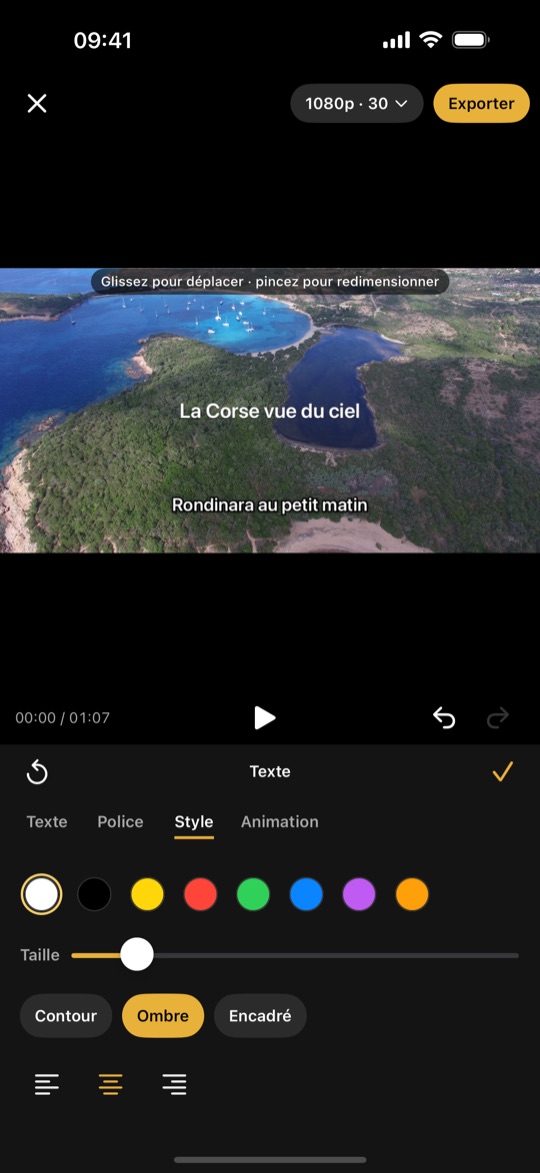 09:41
1080p · 30
Exporter
Glissez pour déplacer · pincez pour redimensionner
La Corse vue du ciel
Rondinara au petit matin
00:00 / 01:07
Texte
Texte Police Style Animation
Taille
Contour Ombre Encadré